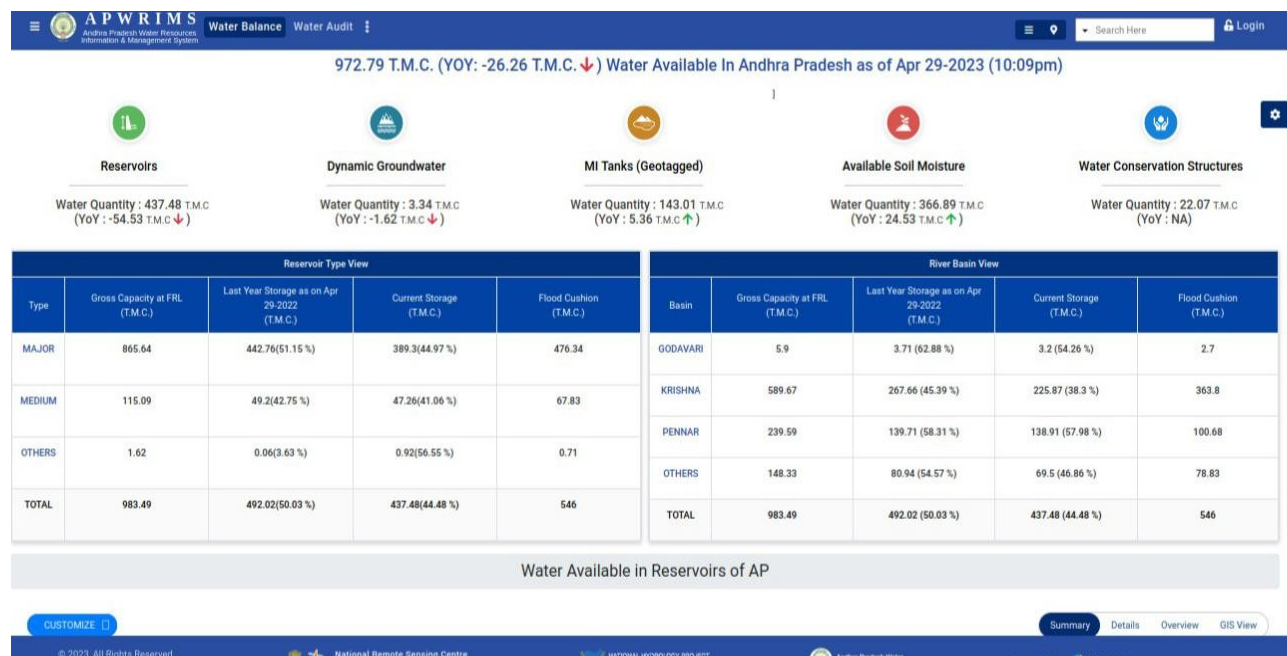 A P W R I M S
Andhra Pradesh Water Resources
Information & Management System
Water Balance Water Audit
Search Here
Login
972.79 T.M.C. (YOY: -26.26 T.M.C.↓) Water Available In Andhra Pradesh as of Apr 29-2023 (10:09pm)
]
Reservoirs Dynamic Groundwater MI Tanks (Geotagged) Available Soil Moisture Water Conservation Structures
Water Quantity : 437.48 T.M.C Water Quantity : 3.34 T.M.C Water Quantity : 143.01 T.M.C Water Quantity : 366.89 T.M.C Water Quantity : 22.07 T.M.C
(YoY : -54.53 T.M.C↓) (YoY : -1.62 T.M.C↓) (YoY : 5.36 T.M.C↑) (YoY : 24.53 T.M.C↑) (YoY : NA)
Reservoir Type View
Type Gross Capacity at FRL (T.M.C.) Last Year Storage as on Apr 29-2022 (T.M.C.) Current Storage (T.M.C.) Flood Cushion (T.M.C.)
MAJOR 865.64 442.76(51.15 %) 389.3(44.97 %) 476.34
MEDIUM 115.09 49.2(42.75 %) 47.26(41.06 %) 67.83
OTHERS 1.62 0.06(3.63 %) 0.92(56.55 %) 0.71
TOTAL 983.49 492.02(50.03 %) 437.48(44.48 %) 546
River Basin View
Basin Gross Capacity at FRL (T.M.C.) Last Year Storage as on Apr 29-2022 (T.M.C.) Current Storage (T.M.C.) Flood Cushion (T.M.C.)
GODAVARI 5.9 3.71 (62.88 %) 3.2 (54.26 %) 2.7
KRISHNA 589.67 267.66 (45.39 %) 225.87 (38.3 %) 363.8
PENNAR 239.59 139.71 (58.31 %) 138.91 (57.98 %) 100.68
OTHERS 148.33 80.94 (54.57 %) 69.5 (46.86 %) 78.83
TOTAL 983.49 492.02 (50.03 %) 437.48 (44.48 %) 546
Water Available in Reservoirs of AP
CUSTOMIZE
Summary Details Overview GIS View
© 2023, All Rights Reserved National Remote Sensing Centre NATIONAL HYDROLOGY PROJECT Andhra Pradesh Water